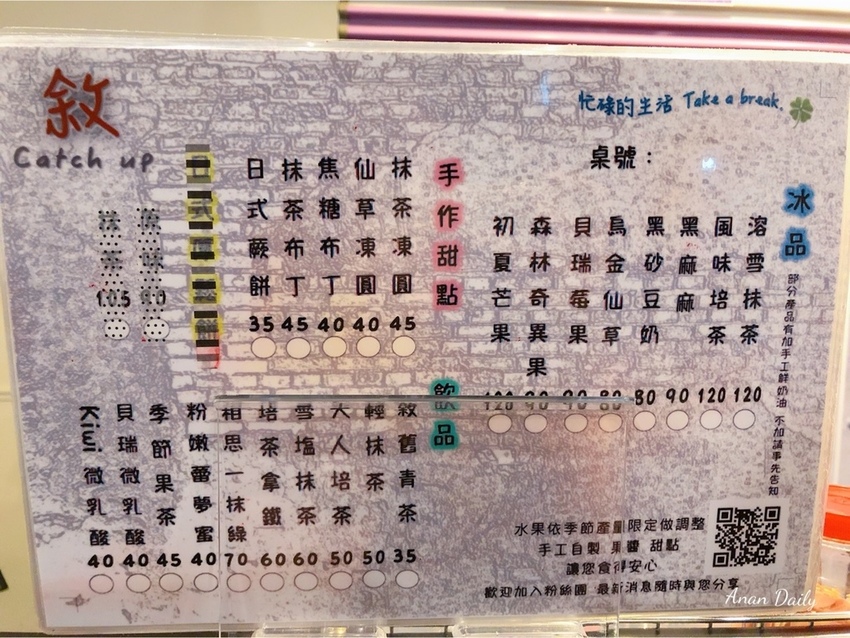 敘
Catch up
忙碌的生活 Take a break.
桌號：
冰品
部分產品有加手工鮮奶油 不加請事先告知
溶雪抹茶 120
風味培茶 120
黑麻麻 90
黑砂豆奶 80
烏金仙草 80
貝瑞莓果 90
森林奇異果 90
初夏芒果 120
手作甜點
抹茶凍圓 45
仙草凍圓 40
焦糖布丁 40
抹茶布丁 45
日式蕨餅 35
原味 90
抹茶 105
飲品
敘舊青茶 35
輕抹茶 50
大人培茶 50
雪塩抹茶 60
培茶拿鐵 60
相思一抹綠 70
粉嫩蕾夢蜜 40
季節果茶 45
貝瑞微乳酸 40
Kiwi微乳酸 40
水果依季節產量限定做調整
手工自製 果醬 甜點
讓您食得安心
歡迎加入粉絲團 最新消息隨時與您分享
Anan Daily